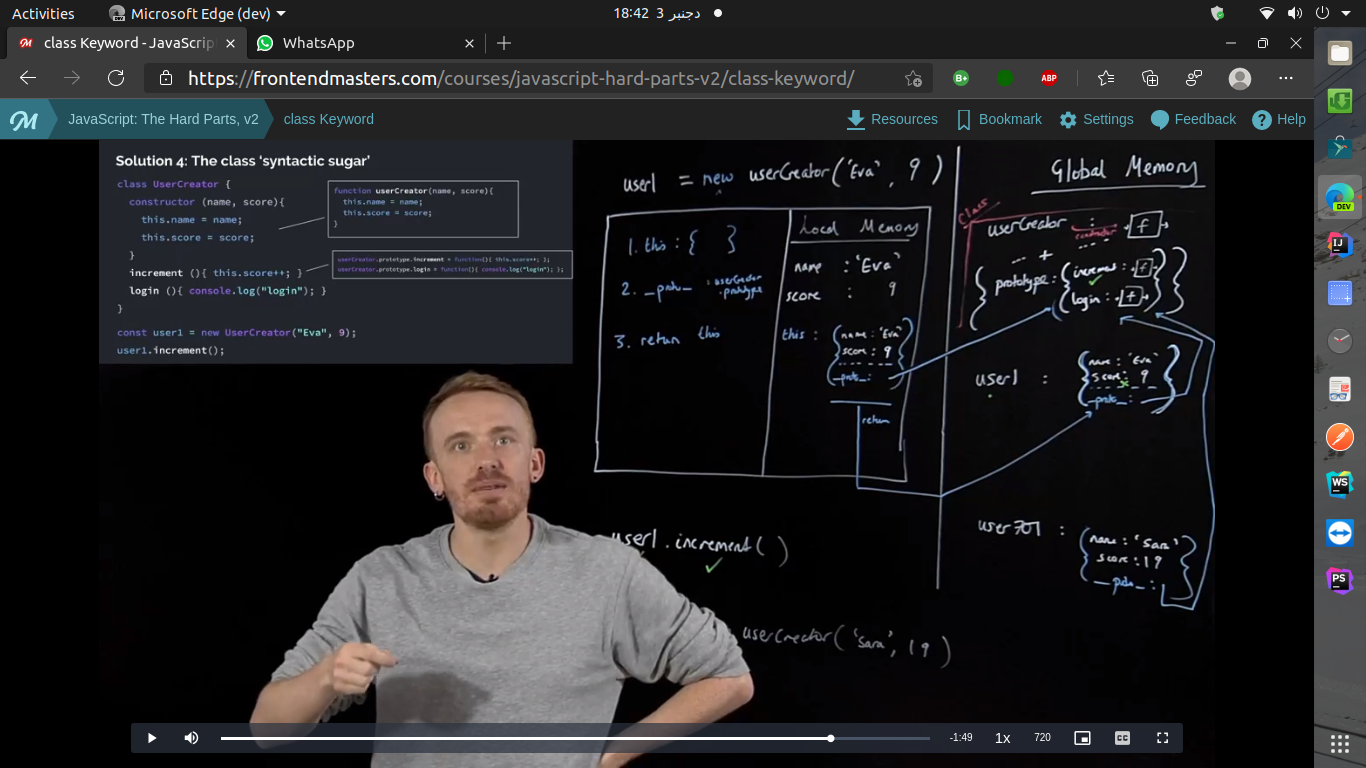 Activities
Microsoft Edge (dev)
18:42 3 دجنبر
class Keyword - JavaScrip
WhatsApp
https://frontendmasters.com/courses/javascript-hard-parts-v2/class-keyword/
B+
ABP
JavaScript: The Hard Parts, v2
class Keyword
Resources
Bookmark
Settings
Feedback
Help
Solution 4: The class ‘syntactic sugar’
class UserCreator {
constructor (name, score){
this.name = name;
this.score = score;
}
increment (){ this.score++; }
login (){ console.log("login"); }
}
const user1 = new UserCreator("Eva", 9);
user1.increment();
function userCreator(name, score){
this.name = name;
this.score = score;
}
userCreator.prototype.increment = function(){ this.score++; };
userCreator.prototype.login = function(){ console.log("login"); };
user1 = new userCreator('Eva', 9)
1. this : { }
2. __proto__ : userCreator
.prototype
3. return this
Local Memory
name : 'Eva'
score : 9
this : { name : 'Eva'
score : 9
__proto__ : }
return
user1.increment( )
userCreator('Sara', 19)
Global Memory
class
userCreator : f
constructor
+
{ prototype : { increment : f
login : f } }
user1 : { name : 'Eva'
score : 9
__proto__ : }
user701 : { name : 'Sara'
score : 19
__proto__ : }
-1:49
1x
720
CC
DEV
IJ
WS
PS